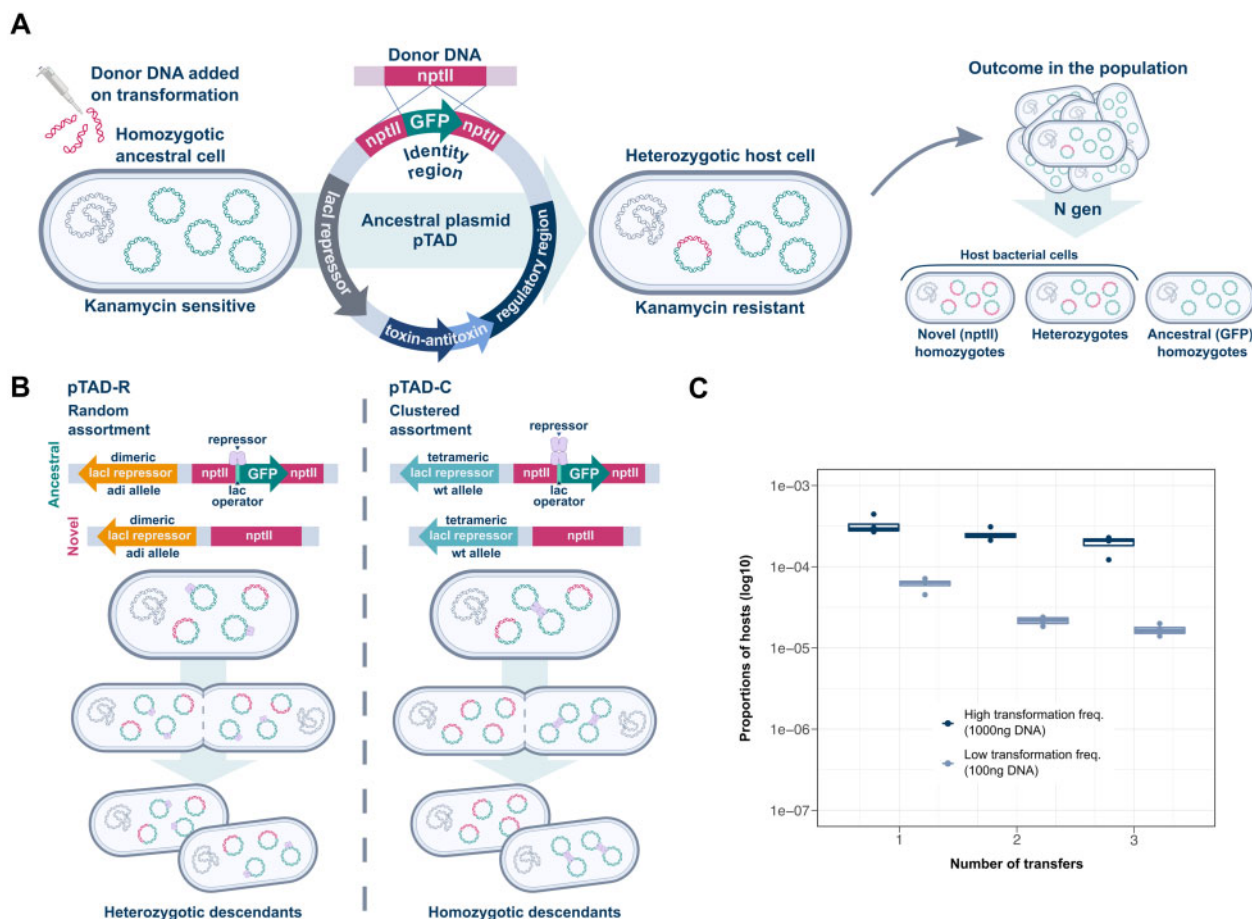 A
Donor DNA added
on transformation
Homozygotic
ancestral cell
Kanamycin sensitive
Donor DNA
nptII
nptII
GFP
nptII
Identity
region
lacI repressor
Ancestral plasmid
pTAD
toxin-antitoxin
regulatory region
Heterozygotic host cell
Kanamycin resistant
Outcome in the population
N gen
Host bacterial cells
Novel (nptII)
homozygotes
Heterozygotes
Ancestral (GFP)
homozygotes
B
pTAD-R
Random
assortment
repressor
Ancestral
dimeric
lacI repressor
adi allele
nptII
GFP
nptII
lac
operator
Novel
dimeric
lacI repressor
adi allele
nptII
Heterozygotic descendants
pTAD-C
Clustered
assortment
repressor
tetrameric
lacI repressor
wt allele
nptII
GFP
nptII
lac
operator
tetrameric
lacI repressor
wt allele
nptII
Homozygotic descendants
C
Proportions of hosts (log10)
1e−03
1e−04
1e−05
1e−06
1e−07
High transformation freq.
(1000ng DNA)
Low transformation freq.
(100ng DNA)
1
2
3
Number of transfers